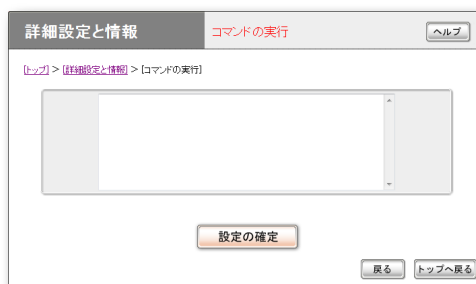 詳細設定と情報 コマンドの実行 ヘルプ
[トップ] > [詳細設定と情報] > [コマンドの実行]
設定の確定
戻る トップへ戻る